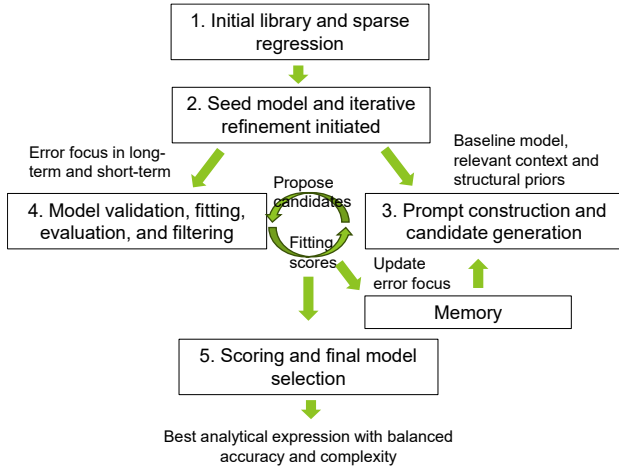 1. Initial library and sparse
regression
2. Seed model and iterative
refinement initiated
Error focus in long-
term and short-term
Baseline model,
relevant context and
structural priors
Propose
candidates
4. Model validation, fitting,
evaluation, and filtering
3. Prompt construction and
candidate generation
Fitting
scores
Update
error focus
Memory
5. Scoring and final model
selection
Best analytical expression with balanced
accuracy and complexity